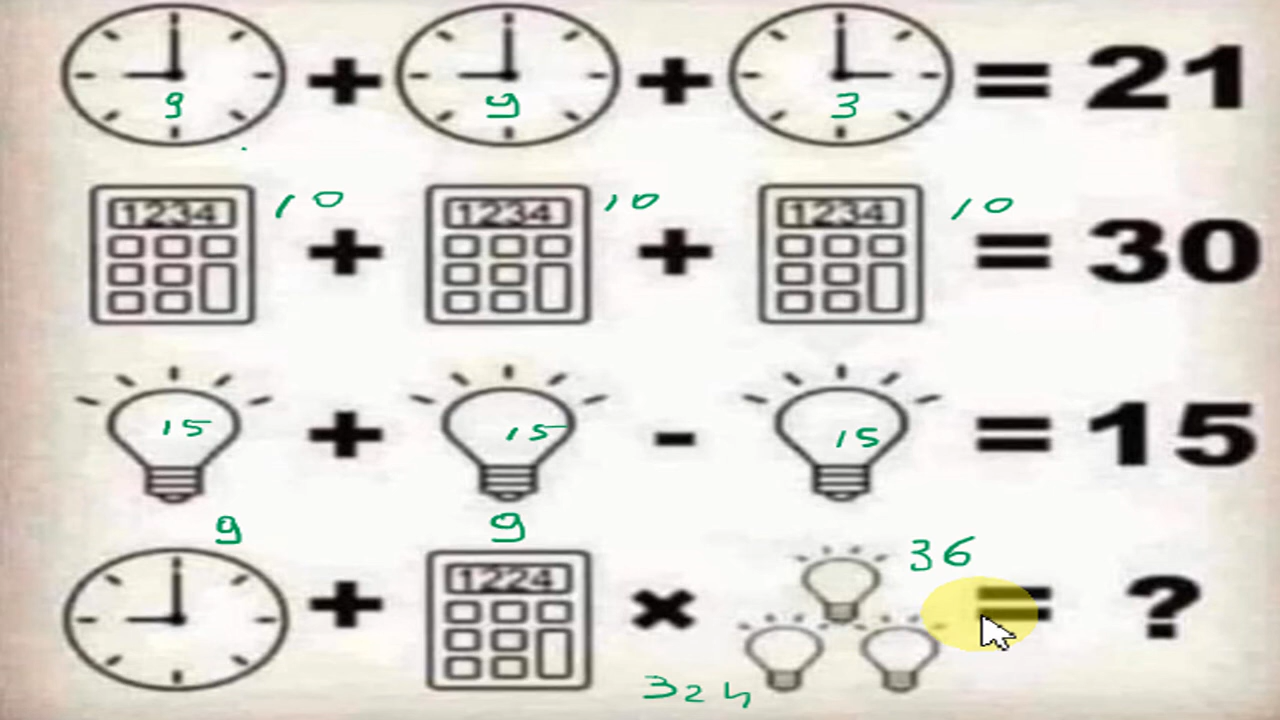 + + = 21
9 9 3
10 10 10
1234 + 1234 + 1234 = 30
15 + 15 - 15 = 15
9 9 36
+ 1224 × = ?
324